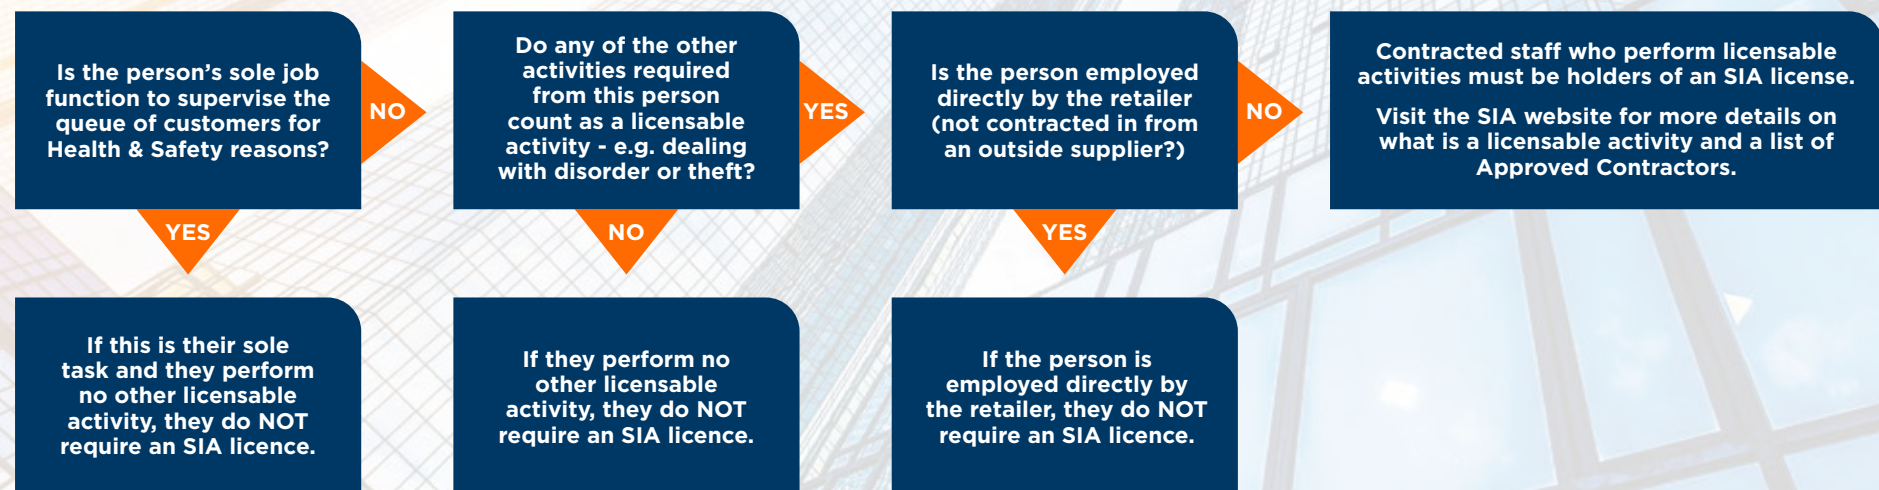 Is the person's sole job
function to supervise the
queue of customers for
Health & Safety reasons?
NO
YES
If this is their sole
task and they perform
no other licensable
activity, they do NOT
require an SIA licence.
Do any of the other
activities required
from this person
count as a licensable
activity - e.g. dealing
with disorder or theft?
YES
NO
If they perform no
other licensable
activity, they do NOT
require an SIA licence.
Is the person employed
directly by the retailer
(not contracted in from
an outside supplier?)
NO
YES
If the person is
employed directly by
the retailer, they do NOT
require an SIA licence.
Contracted staff who perform licensable
activities must be holders of an SIA license.
Visit the SIA website for more details on
what is a licensable activity and a list of
Approved Contractors.